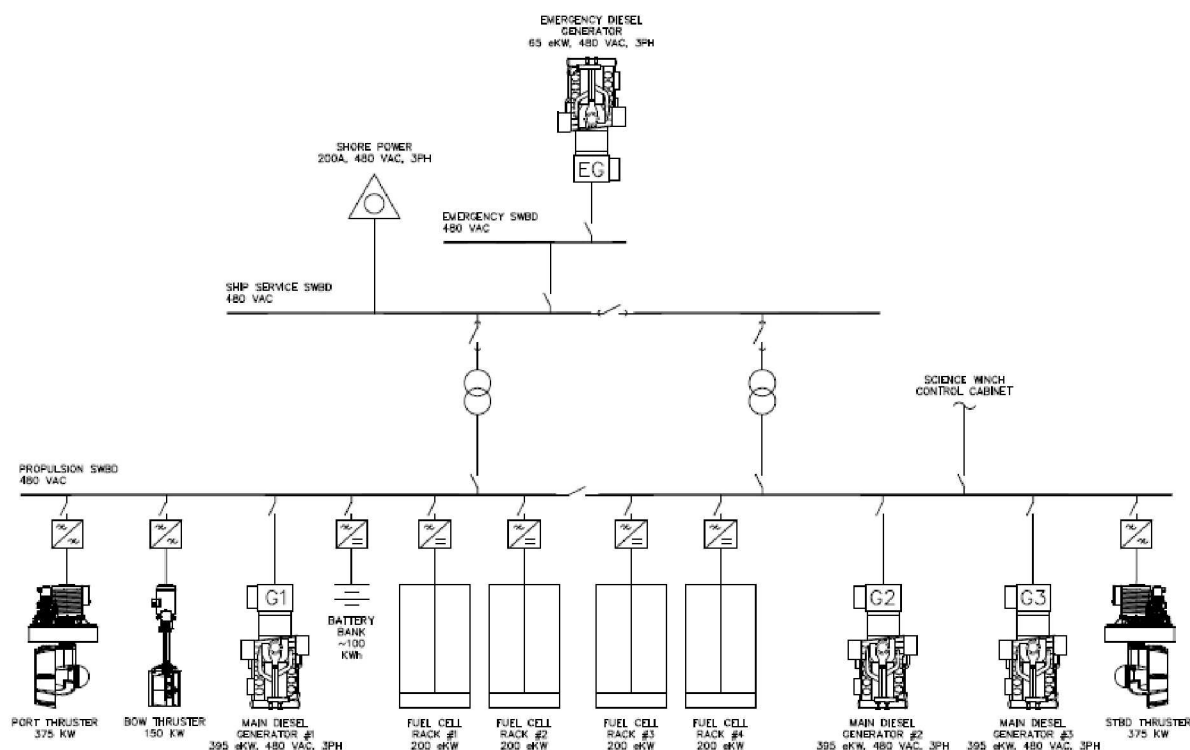 EMERGENCY DIESEL
GENERATOR
65 eKW, 480 VAC, 3PH
EG
SHORE POWER
200A, 480 VAC, 3PH
EMERGENCY SWBD
480 VAC
SHIP SERVICE SWBD
480 VAC
SCIENCE WINCH
CONTROL CABINET
PROPULSION SWBD
480 VAC
G1
G2
G3
PORT THRUSTER
375 KW
BOW THRUSTER
150 KW
MAIN DIESEL
GENERATOR #1
395 eKW, 480 VAC, 3PH
BATTERY
BANK
~100
KWh
FUEL CELL
RACK #1
200 eKW
FUEL CELL
RACK #2
200 eKW
FUEL CELL
RACK #3
200 eKW
FUEL CELL
RACK #4
200 eKW
MAIN DIESEL
GENERATOR #2
395 eKW, 480 VAC, 3PH
MAIN DIESEL
GENERATOR #3
395 eKW, 480 VAC, 3PH
STBD THRUSTER
375 KW